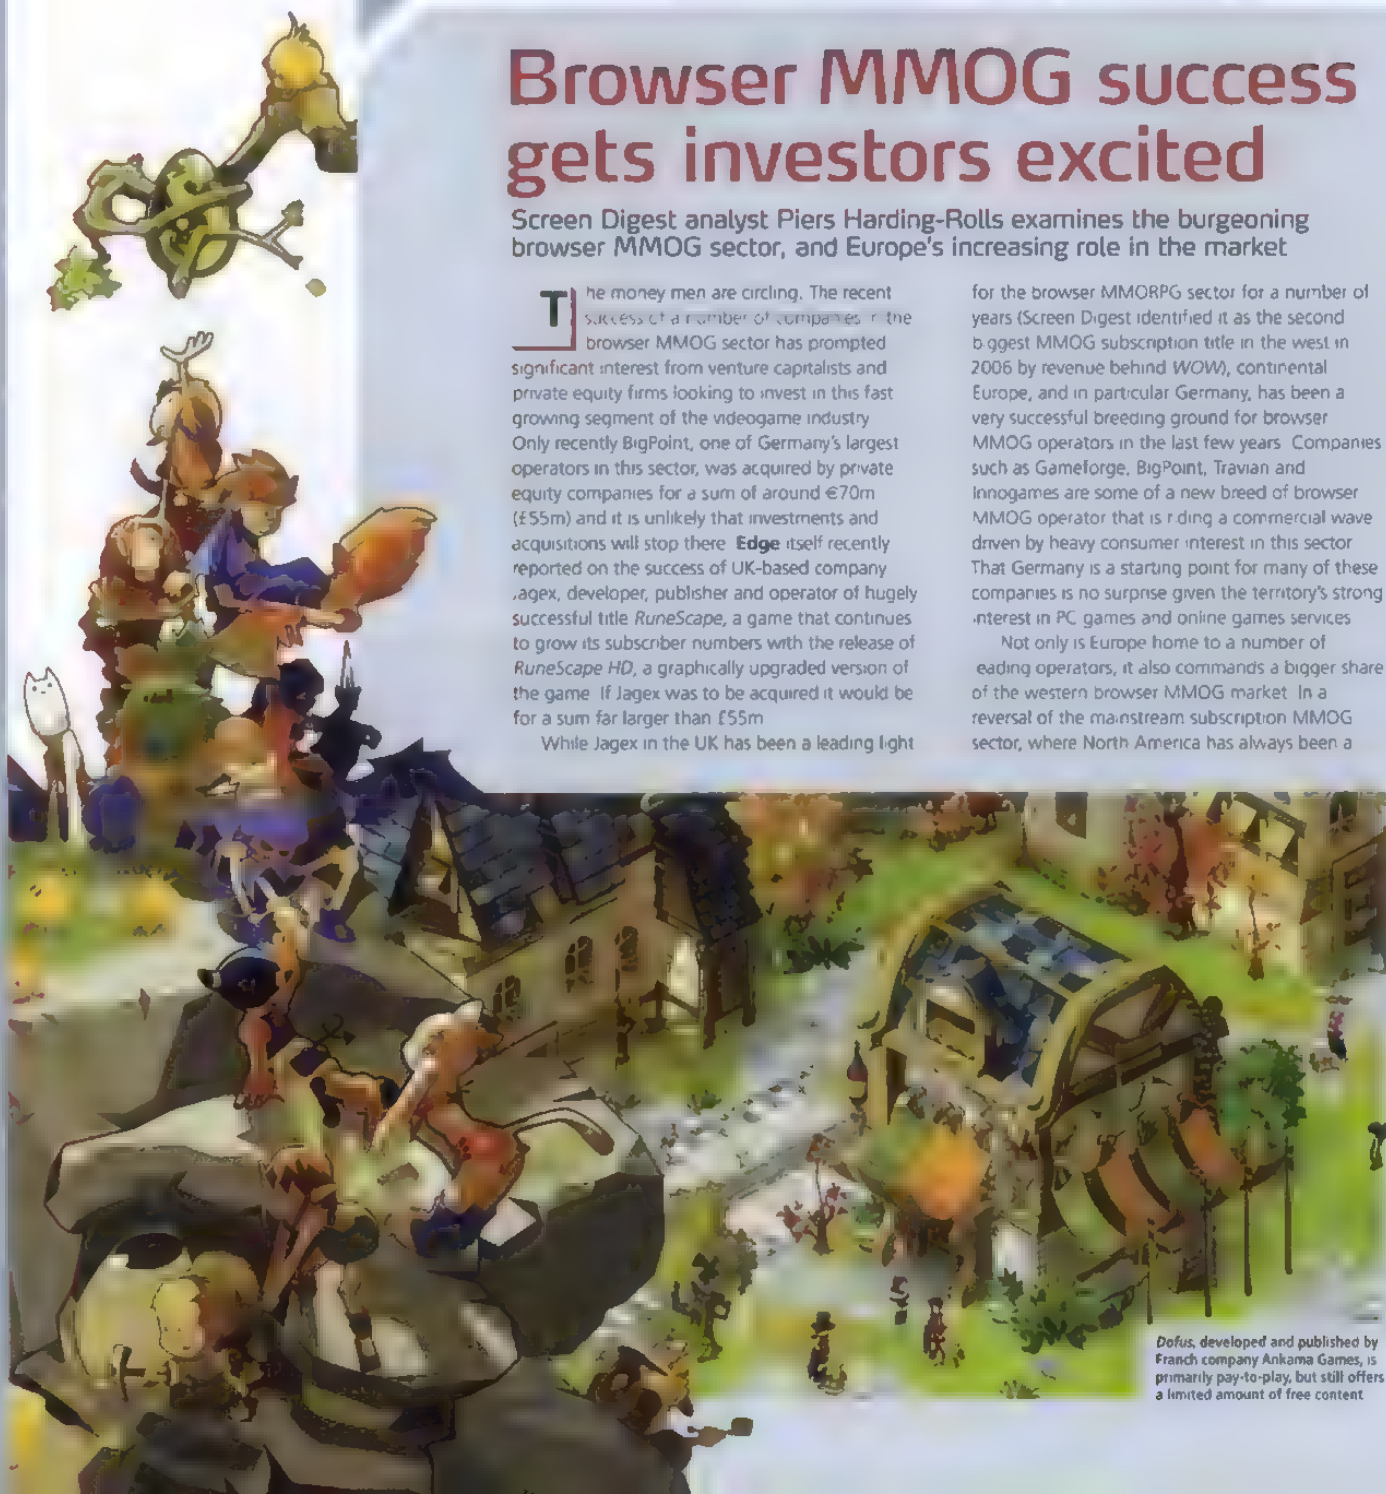 Browser MMOG success
gets investors excited
Screen Digest analyst Piers Harding-Rolls examines the burgeoning
browser MMOG sector, and Europe's increasing role in the market
The money men are circling. The recent
success of a number of companies in the
browser MMOG sector has prompted
significant interest from venture capitalists and
private equity firms looking to invest in this fast
growing segment of the videogame industry
Only recently BigPoint, one of Germany's largest
operators in this sector, was acquired by private
equity companies for a sum of around €70m
(£55m) and it is unlikely that investments and
acquisitions will stop there Edge itself recently
reported on the success of UK-based company
Jagex, developer, publisher and operator of hugely
successful title RuneScape, a game that continues
to grow its subscriber numbers with the release of
RuneScape HD, a graphically upgraded version of
the game If Jagex was to be acquired it would be
for a sum far larger than £55m
While Jagex in the UK has been a leading light
for the browser MMORPG sector for a number of
years (Screen Digest identified it as the second
biggest MMOG subscription title in the west in
2006 by revenue behind WOW), continental
Europe, and in particular Germany, has been a
very successful breeding ground for browser
MMOG operators in the last few years Companies
such as Gameforge, BigPoint, Travian and
Innogames are some of a new breed of browser
MMOG operator that is riding a commercial wave
driven by heavy consumer interest in this sector
That Germany is a starting point for many of these
companies is no surprise given the territory's strong
interest in PC games and online games services
Not only is Europe home to a number of
leading operators, it also commands a bigger share
of the western browser MMOG market In a
reversal of the mainstream subscription MMOG
sector, where North America has always been a
Dofus, developed and published by
Franch company Ankama Games, is
primarily pay-to-play, but still offers
a limited amount of free content